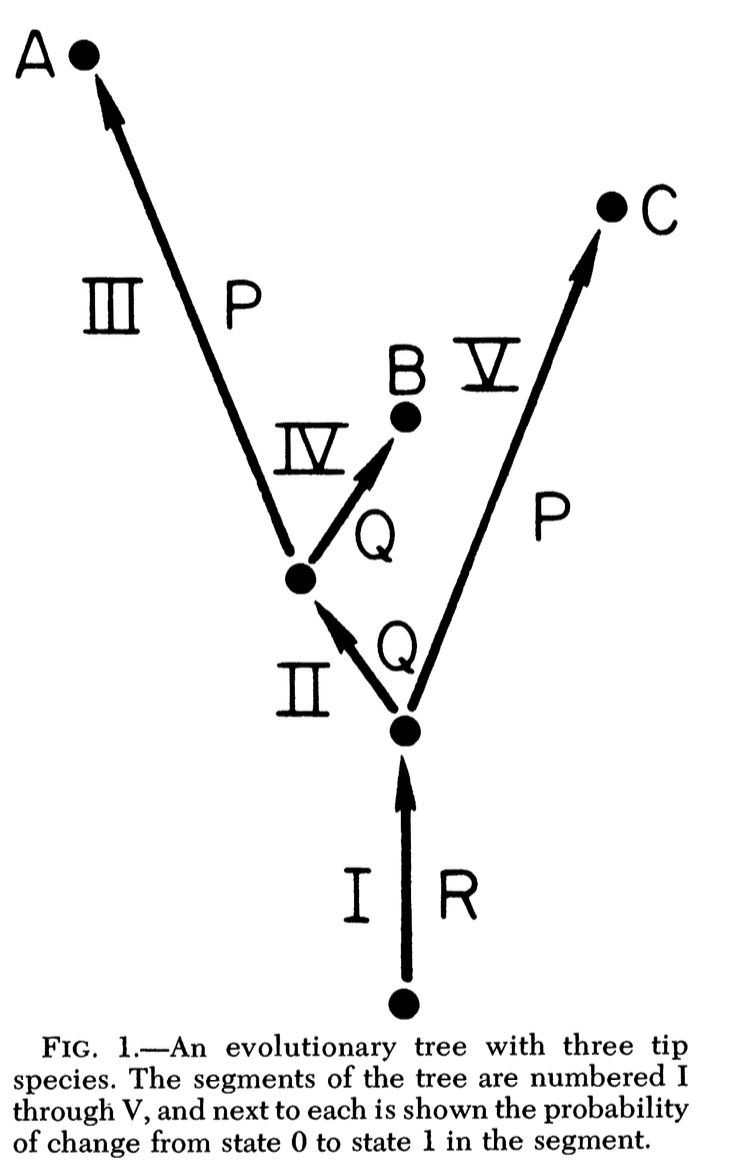 A
C
III P
B V
IV
Q
P
Q
II
I R
FIG. 1.—An evolutionary tree with three tip
species. The segments of the tree are numbered I
through V, and next to each is shown the probability
of change from state 0 to state 1 in the segment.